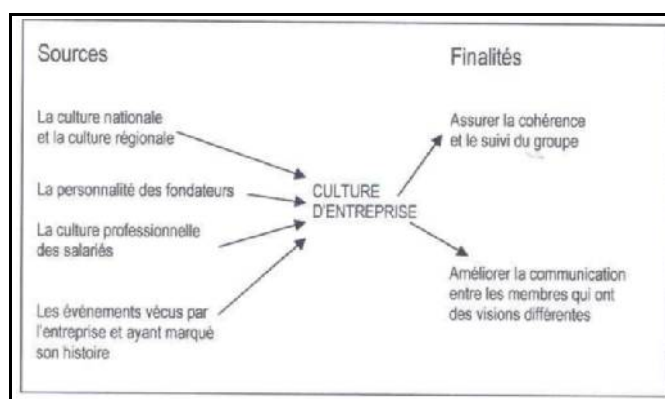 Sources
Finalités
La culture nationale
et la culture régionale
La personnalité des fondateurs
La culture professionnelle
des salariés
Les événements vécus par
l'entreprise et ayant marqué
son histoire
CULTURE
D'ENTREPRISE
Assurer la cohérence
et le suivi du groupe
Améliorer la communication
entre les membres qui ont
des visions différentes